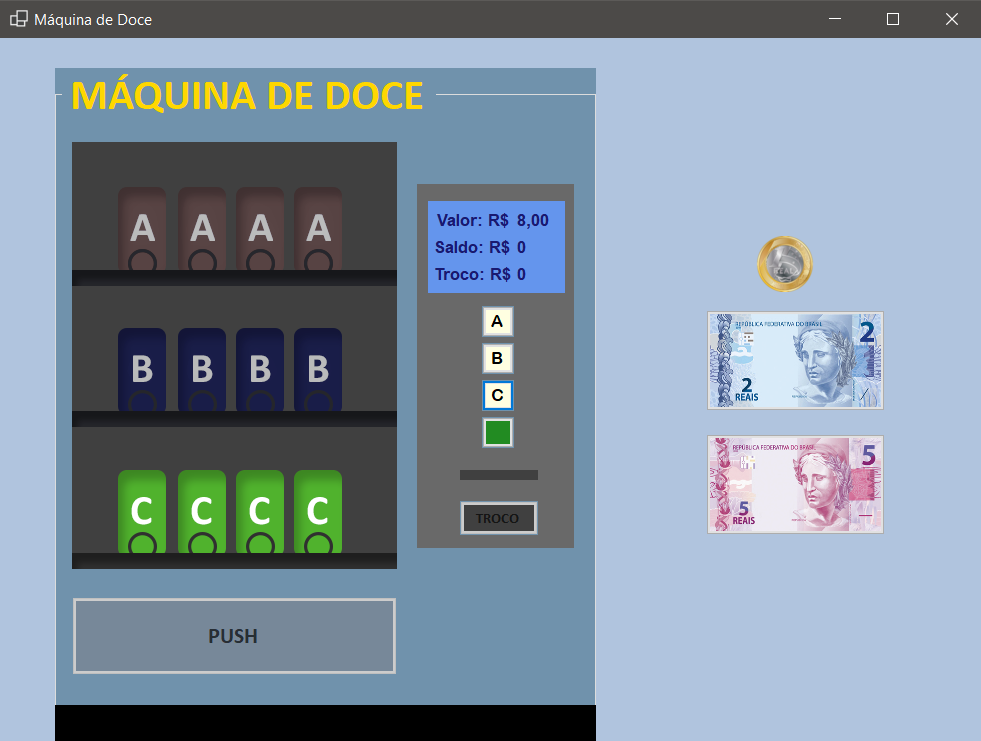 Máquina de Doce
MÁQUINA DE DOCE
A A A A
B B B B
C C C C
Valor: R$ 8,00
Saldo: R$ 0
Troco: R$ 0
A
B
C
TROCO
PUSH
REPÚBLICA FEDERATIVA DO BRASIL
2
2
REAIS
REPÚBLICA FEDERATIVA DO BRASIL
5
5
REAIS